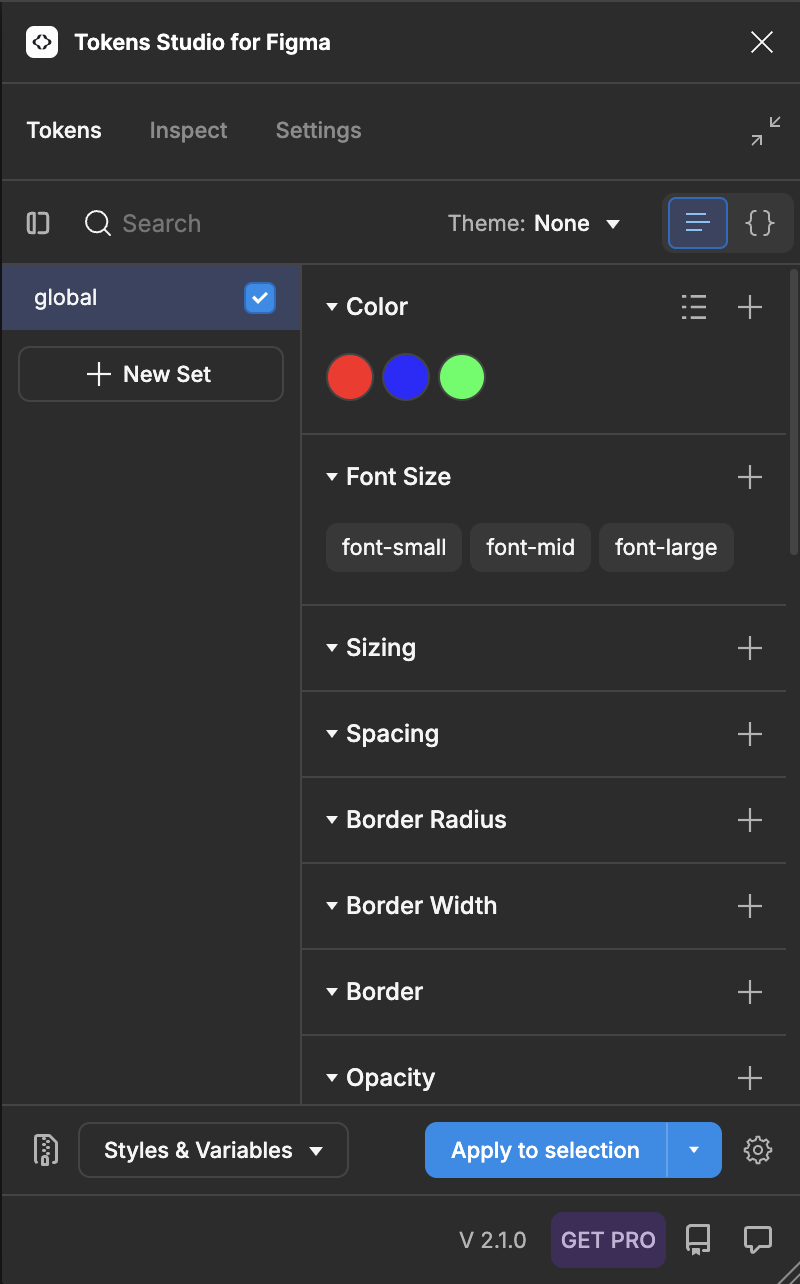 Tokens Studio for Figma
Tokens Inspect Settings
Search Theme: None {}
global
New Set
Color
Font Size
font-small font-mid font-large
Sizing
Spacing
Border Radius
Border Width
Border
Opacity
Styles & Variables Apply to selection
V 2.1.0 GET PRO